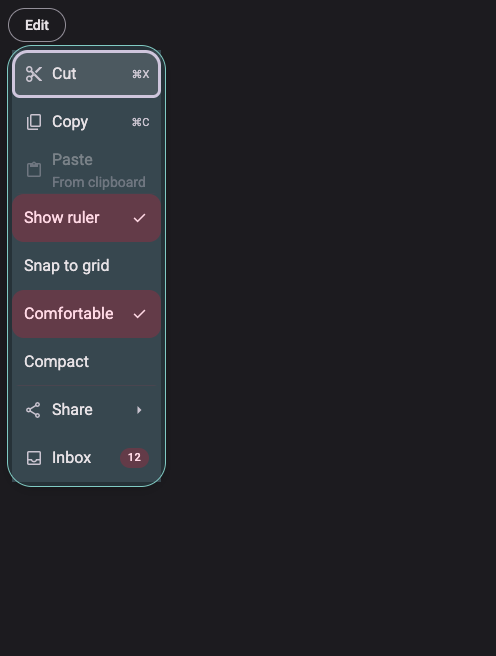 Edit
Cut ⌘X
Copy ⌘C
Paste
From clipboard
Show ruler
Snap to grid
Comfortable
Compact
Share
Inbox 12